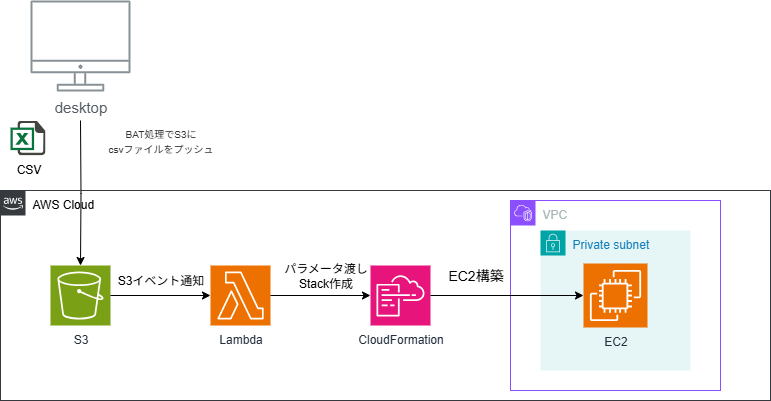 desktop
BAT処理でS3に
csvファイルをプッシュ
X
CSV
aws
AWS Cloud
VPC
Private subnet
S3イベント通知
パラメータ渡し
Stack作成
EC2構築
S3
Lambda
CloudFormation
EC2